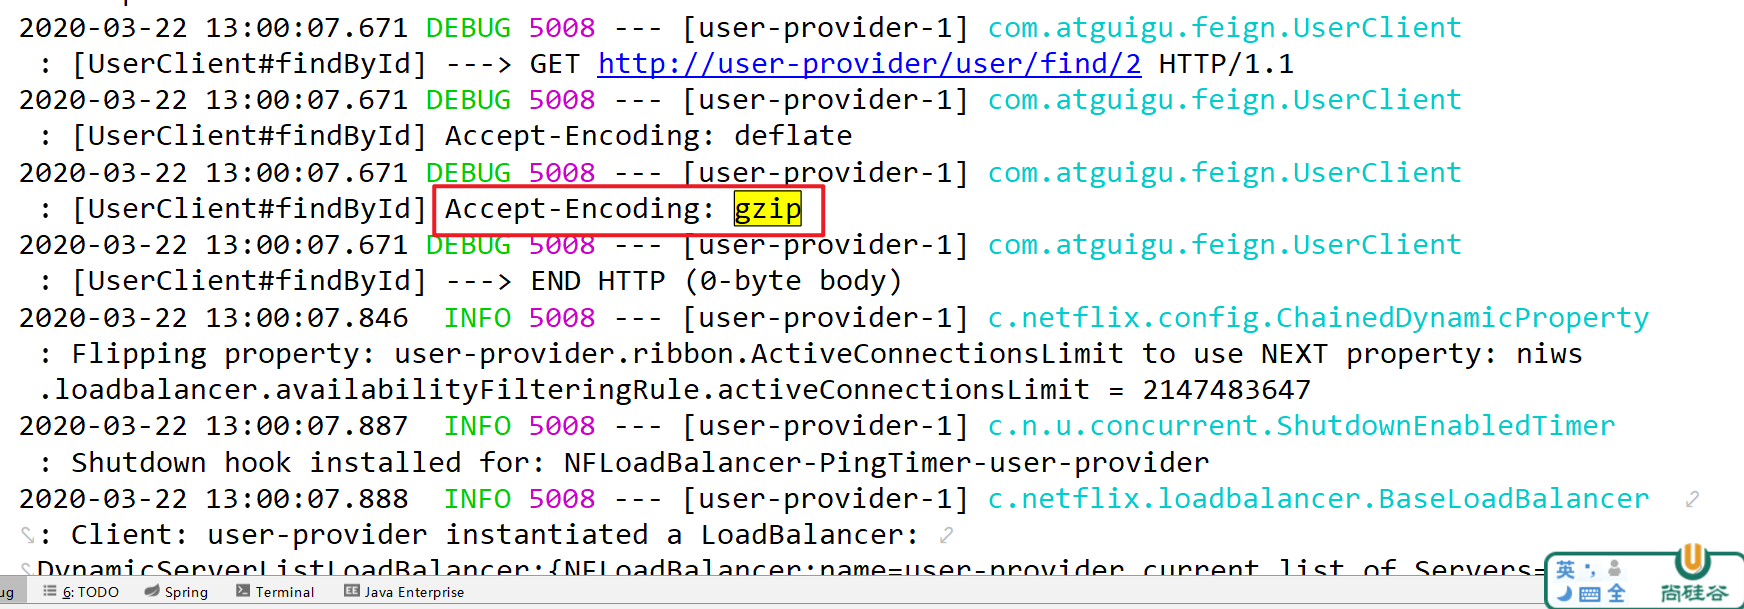 2020-03-22 13:00:07.671 DEBUG 5008 --- [user-provider-1] com.atguigu.feign.UserClient
: [UserClient#findById] ---> GET http://user-provider/user/find/2 HTTP/1.1
2020-03-22 13:00:07.671 DEBUG 5008 --- [user-provider-1] com.atguigu.feign.UserClient
: [UserClient#findById] Accept-Encoding: deflate
2020-03-22 13:00:07.671 DEBUG 5008 --- [user-provider-1] com.atguigu.feign.UserClient
: [UserClient#findById] Accept-Encoding: gzip
2020-03-22 13:00:07.671 DEBUG 5008 --- [user-provider-1] com.atguigu.feign.UserClient
: [UserClient#findById] ---> END HTTP (0-byte body)
2020-03-22 13:00:07.846  INFO 5008 --- [user-provider-1] c.netflix.config.ChainedDynamicProperty
: Flipping property: user-provider.ribbon.ActiveConnectionsLimit to use NEXT property: niws
.loadbalancer.availabilityFilteringRule.activeConnectionsLimit = 2147483647
2020-03-22 13:00:07.887  INFO 5008 --- [user-provider-1] c.n.u.concurrent.ShutdownEnabledTimer
: Shutdown hook installed for: NFLoadBalancer-PingTimer-user-provider
2020-03-22 13:00:07.888  INFO 5008 --- [user-provider-1] c.netflix.loadbalancer.BaseLoadBalancer
: Client: user-provider instantiated a LoadBalancer:
DynamicServerListLoadBalancer:{NFLoadBalancer:name=user-provider,current list of Servers=
ug 6: TODO Spring Terminal Java Enterprise
英 全
尚硅谷